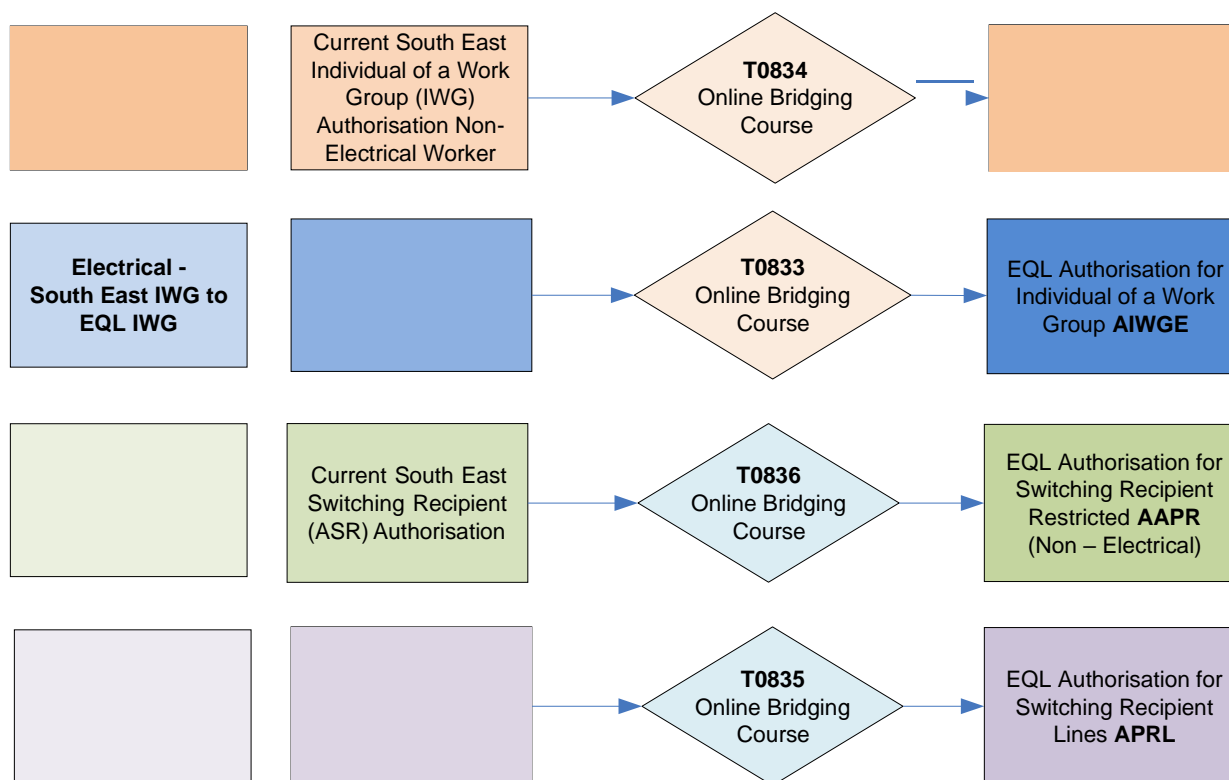 Current South East
Individual of a Work
Group (IWG)
Authorisation Non-
Electrical Worker
T0834
Online Bridging
Course
Electrical -
South East IWG to
EQL IWG
T0833
Online Bridging
Course
EQL Authorisation for
Individual of a Work
Group AIWGE
Current South East
Switching Recipient
(ASR) Authorisation
T0836
Online Bridging
Course
EQL Authorisation for
Switching Recipient
Restricted AAPR
(Non – Electrical)
T0835
Online Bridging
Course
EQL Authorisation for
Switching Recipient
Lines APRL